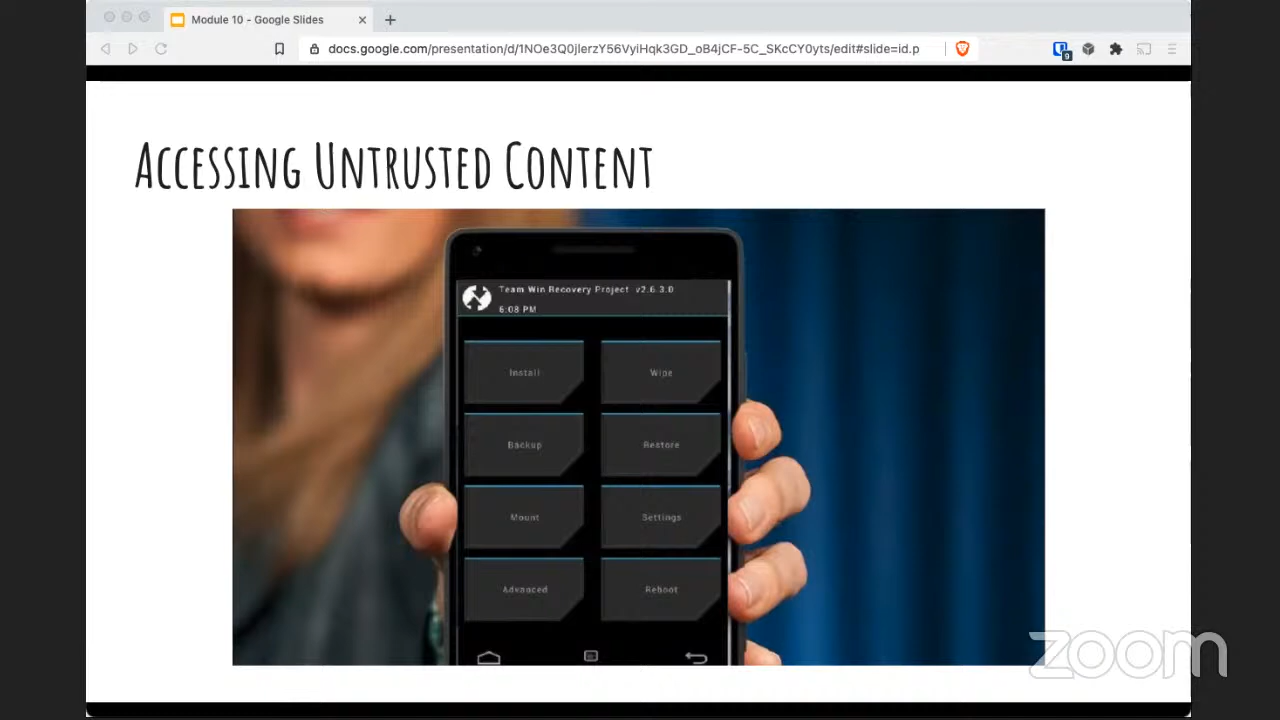 Module 10 - Google Slides
docs.google.com/presentation/d/1NOe3Q0jlerzY56VyiHqk3GD_oB4jCF-5C_SKcCY0yts/edit#slide=id.p
9
Accessing Untrusted Content
Team Win Recovery Project v2.6.3.0
6:08 PM
Install Wipe
Backup Restore
Mount Settings
Advanced Reboot
zoom